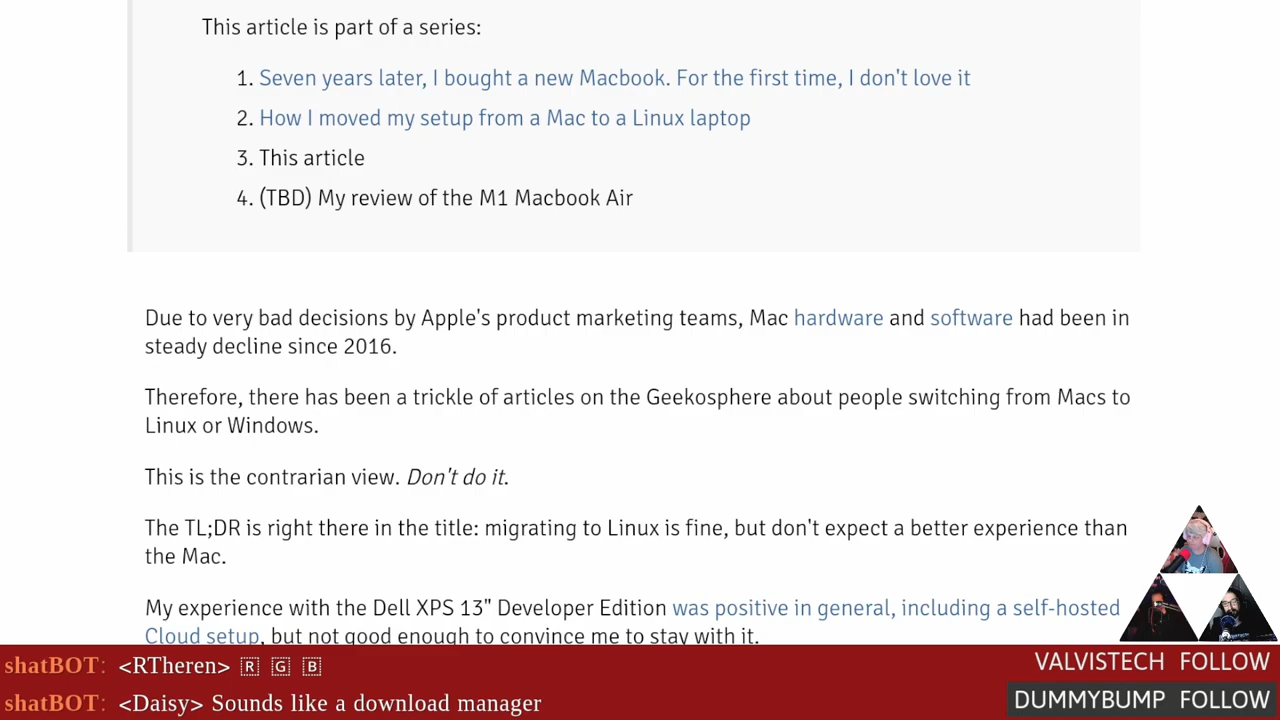 This article is part of a series:
1. Seven years later, I bought a new Macbook. For the first time, I don't love it
2. How I moved my setup from a Mac to a Linux laptop
3. This article
4. (TBD) My review of the M1 Macbook Air
Due to very bad decisions by Apple's product marketing teams, Mac hardware and software had been in
steady decline since 2016.
Therefore, there has been a trickle of articles on the Geekosphere about people switching from Macs to
Linux or Windows.
This is the contrarian view. Don't do it.
The TL;DR is right there in the title: migrating to Linux is fine, but don't expect a better experience than
the Mac.
My experience with the Dell XPS 13" Developer Edition was positive in general, including a self-hosted
Cloud setup, but not good enough to convince me to stay with it.
shatBOT: <RTheren> 🅁 🄶 🄱
VALVISTECH FOLLOW
shatBOT: <Daisy> Sounds like a download manager
DUMMYBUMP FOLLOW